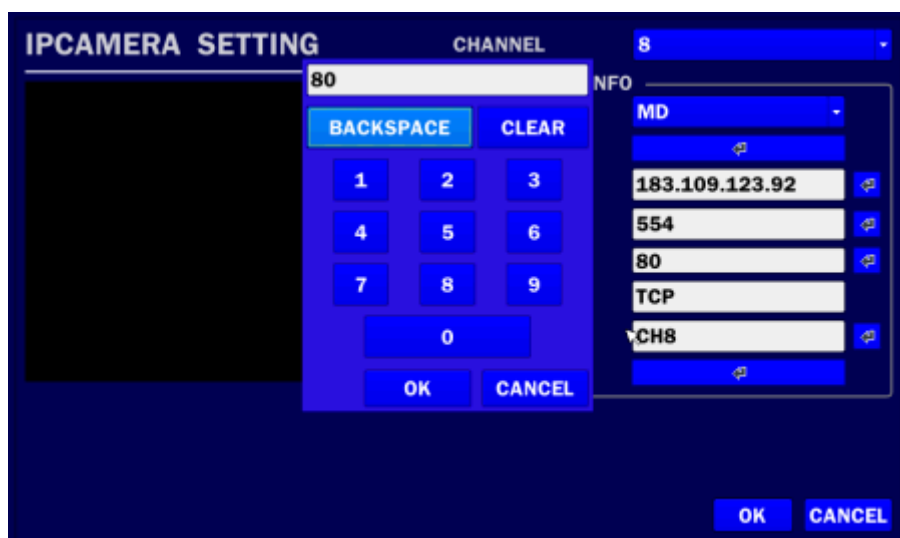 IPCAMERA SETTING
CHANNEL
8
80
NFO
BACKSPACE
CLEAR
MD
1 2 3
183.109.123.92
4 5 6
554
80
7 8 9
TCP
0
CH8
OK
CANCEL
OK
CANCEL